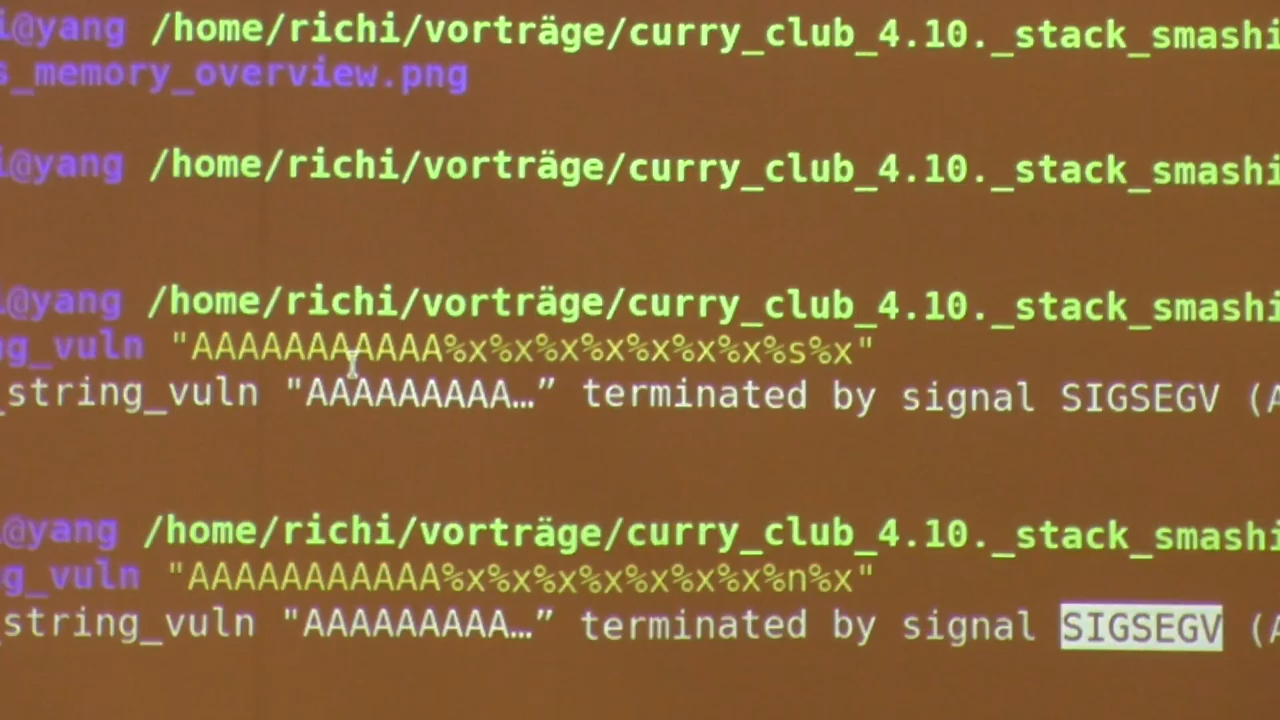 i@yang /home/richi/vorträge/curry_club_4.10._stack_smashi
s_memory_overview.png
i@yang /home/richi/vorträge/curry_club_4.10._stack_smashi
i@yang /home/richi/vorträge/curry_club_4.10._stack_smashi
ng_vuln "AAAAAAAAAAA%x%x%x%x%x%x%x%s%x"
_string_vuln "AAAAAAAAA…” terminated by signal SIGSEGV (A
i@yang /home/richi/vorträge/curry_club_4.10._stack_smashi
g_vuln "AAAAAAAAAAA%x%x%x%x%x%x%x%n%x"
_string_vuln "AAAAAAAAA…” terminated by signal SIGSEGV (A